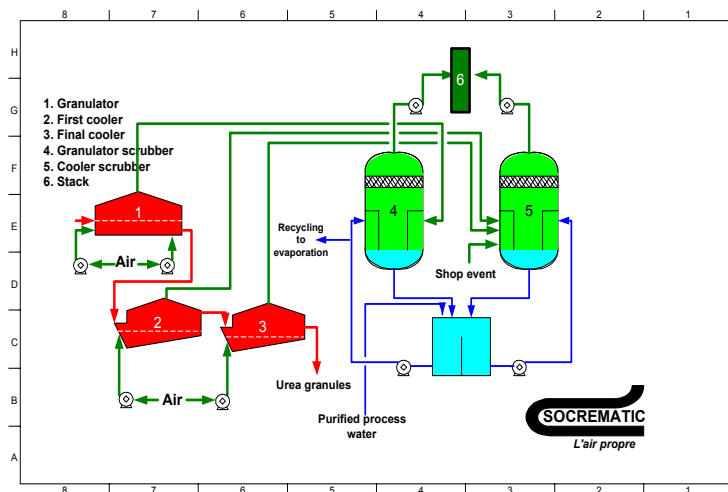 8 7 6 5 4 3 2 1
H
G
F
E
D
C
B
A
1. Granulator
2. First cooler
3. Final cooler
4. Granulator scrubber
5. Cooler scrubber
6. Stack
6
1
4
5
Recycling
to
evaporation
Air
Shop event
2
3
Urea granules
Air
Purified process
water
SOCREMATIC
L'air propre
8 7 6 5 4 3 2 1